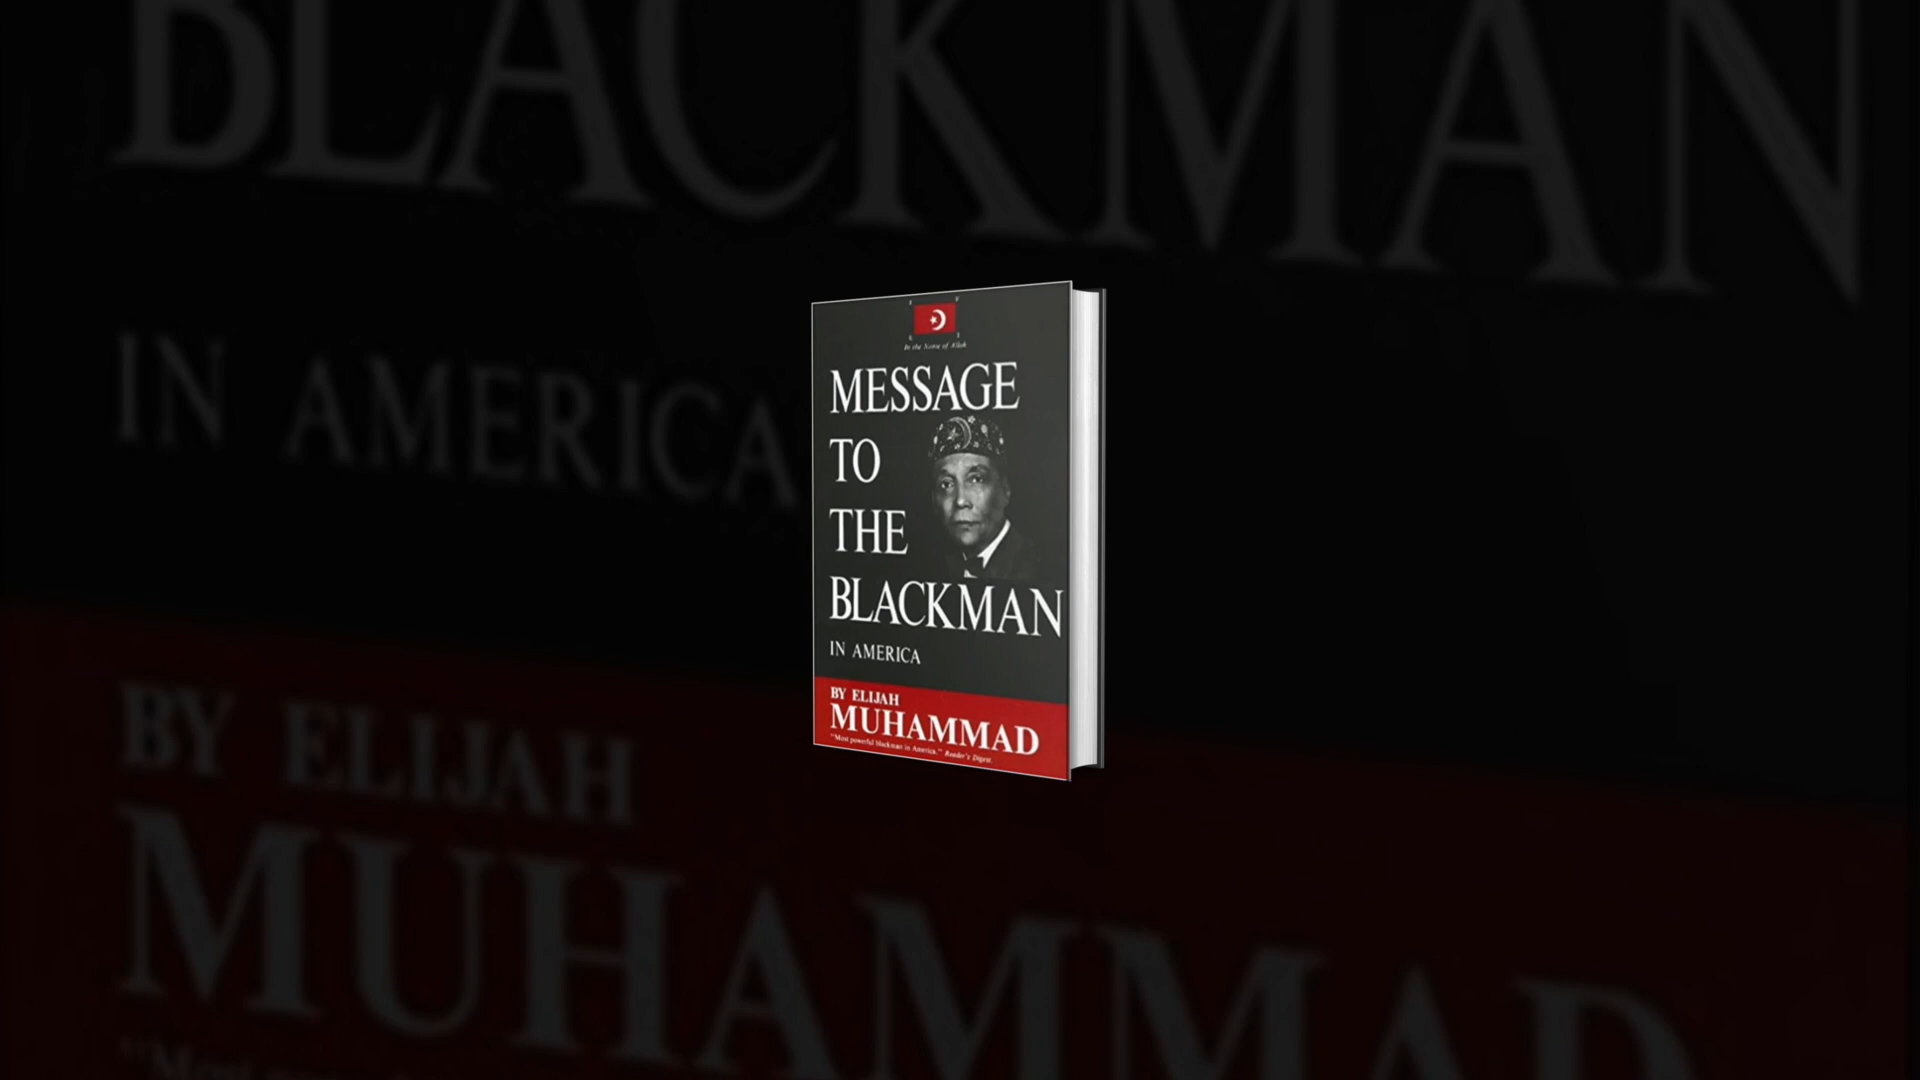 BLACKMAN
IN AMERICA
BY ELIJAH
MUHAMMAD
"Most
In the Name of Allah
MESSAGE
TO
THE
BLACKMAN
IN AMERICA
BY ELIJAH
MUHAMMAD
"Most powerful blackman in America." Reader's Digest